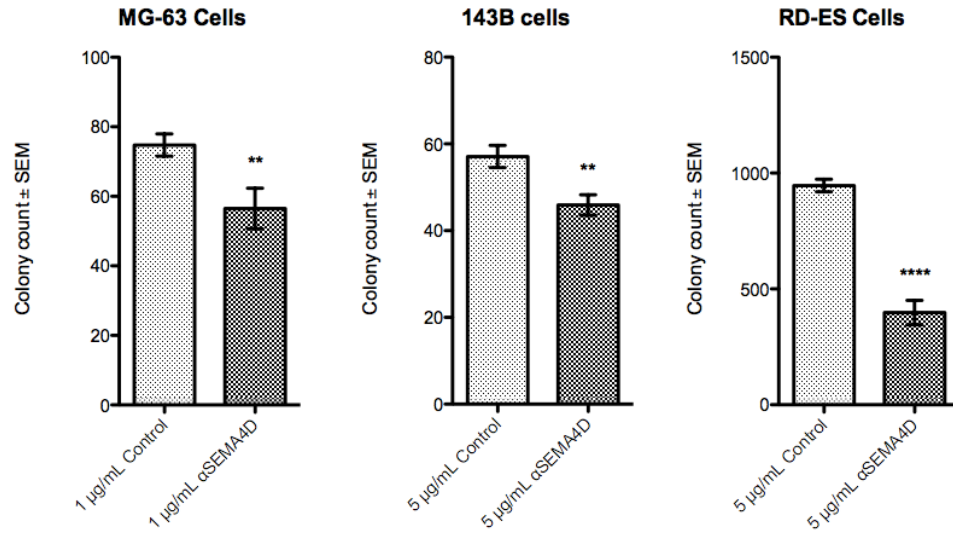 MG-63 Cells
Colony count ± SEM
100
80
60
40
20
0
**
1 µg/mL Control
1 µg/mL αSEMA4D
143B cells
Colony count ± SEM
80
60
40
20
0
**
5 µg/mL Control
5 µg/mL αSEMA4D
RD-ES Cells
Colony count ± SEM
1500
1000
500
0
****
5 µg/mL Control
5 µg/mL αSEMA4D